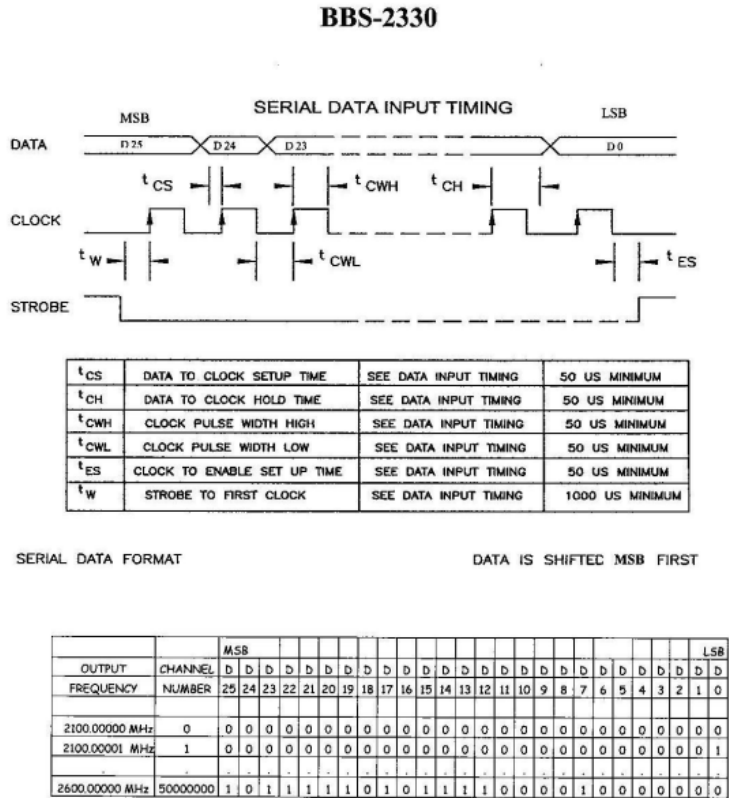 BBS-2330
SERIAL DATA INPUT TIMING
MSB LSB
DATA D 25 D 24 D 23 D 0
t CS t CWH t CH
CLOCK
t W t CWL t ES
STROBE
t CS DATA TO CLOCK SETUP TIME SEE DATA INPUT TIMING 50 US MINIMUM
t CH DATA TO CLOCK HOLD TIME SEE DATA INPUT TIMING 50 US MINIMUM
t CWH CLOCK PULSE WIDTH HIGH SEE DATA INPUT TIMING 50 US MINIMUM
t CWL CLOCK PULSE WIDTH LOW SEE DATA INPUT TIMING 50 US MINIMUM
t ES CLOCK TO ENABLE SET UP TIME SEE DATA INPUT TIMING 50 US MINIMUM
t W STROBE TO FIRST CLOCK SEE DATA INPUT TIMING 1000 US MINIMUM
SERIAL DATA FORMAT DATA IS SHIFTED MSB FIRST
MSB LSB
OUTPUT CHANNEL D D D D D D D D D D D D D D D D D D D D D D D D D D
FREQUENCY NUMBER 25 24 23 22 21 20 19 18 17 16 15 14 13 12 11 10 9 8 7 6 5 4 3 2 1 0
2100.00000 MHz 0 0 0 0 0 0 0 0 0 0 0 0 0 0 0 0 0 0 0 0 0 0 0 0 0 0 0
2100.00001 MHz 1 0 0 0 0 0 0 0 0 0 0 0 0 0 0 0 0 0 0 0 0 0 0 0 0 0 1
. . . . . . . . . . . . . . . . . . . . . . . . . . . .
2600.00000 MHz 50000000 1 0 1 1 1 1 1 0 1 0 1 1 1 1 0 0 0 0 1 0 0 0 0 0 0 0